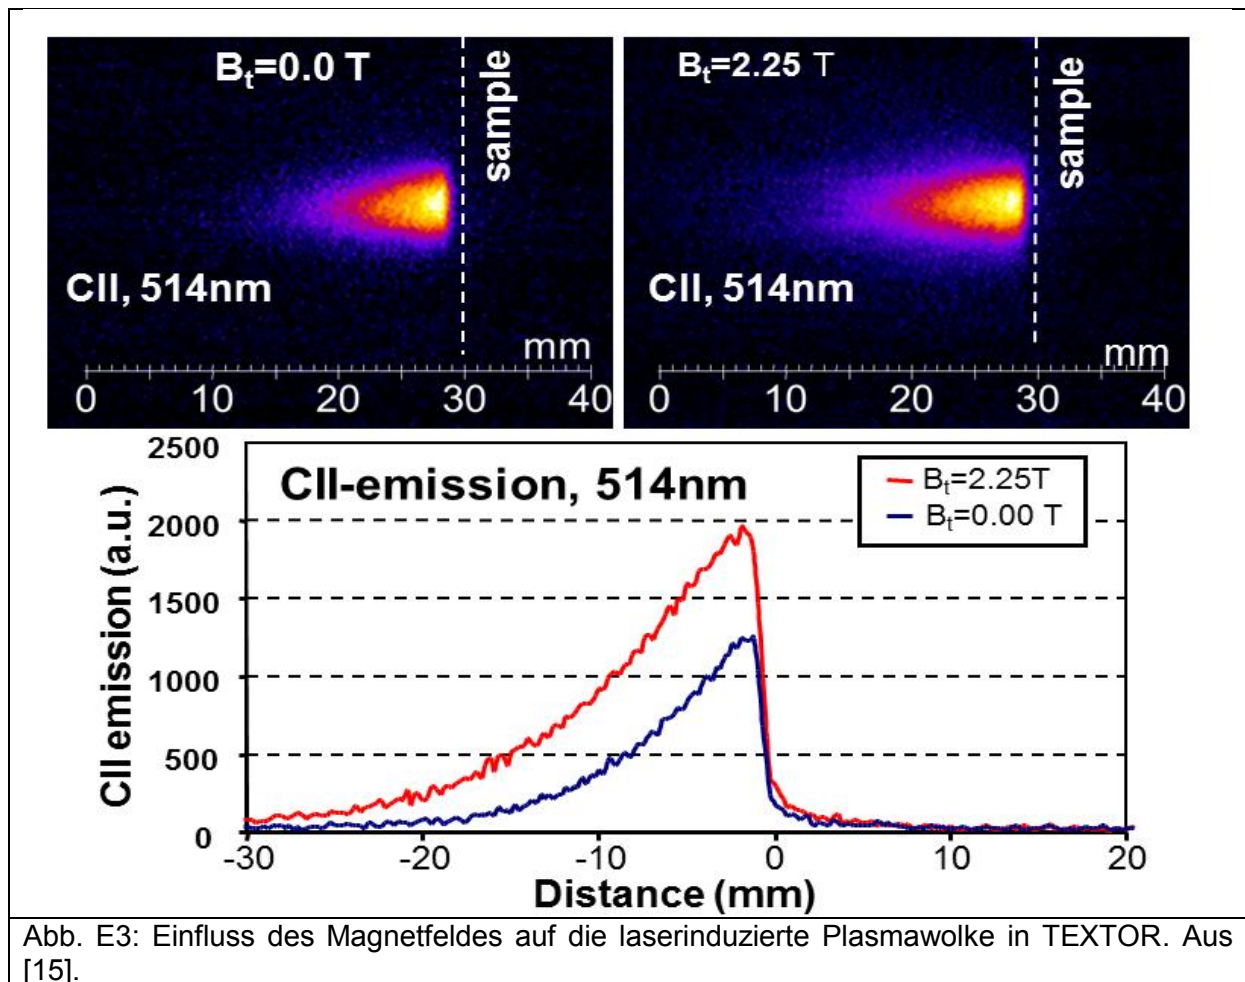 Bt=0.0 T
sample
CII, 514nm
mm
0 10 20 30 40
Bt=2.25 T
sample
CII, 514nm
mm
0 10 20 30 40
CII-emission, 514nm
Bt=2.25T
Bt=0.00 T
CII emission (a.u.)
2500
2000
1500
1000
500
0
-30 -20 -10 0 10 20
Distance (mm)
Abb. E3: Einfluss des Magnetfeldes auf die laserinduzierte Plasmawolke in TEXTOR. Aus
[15].